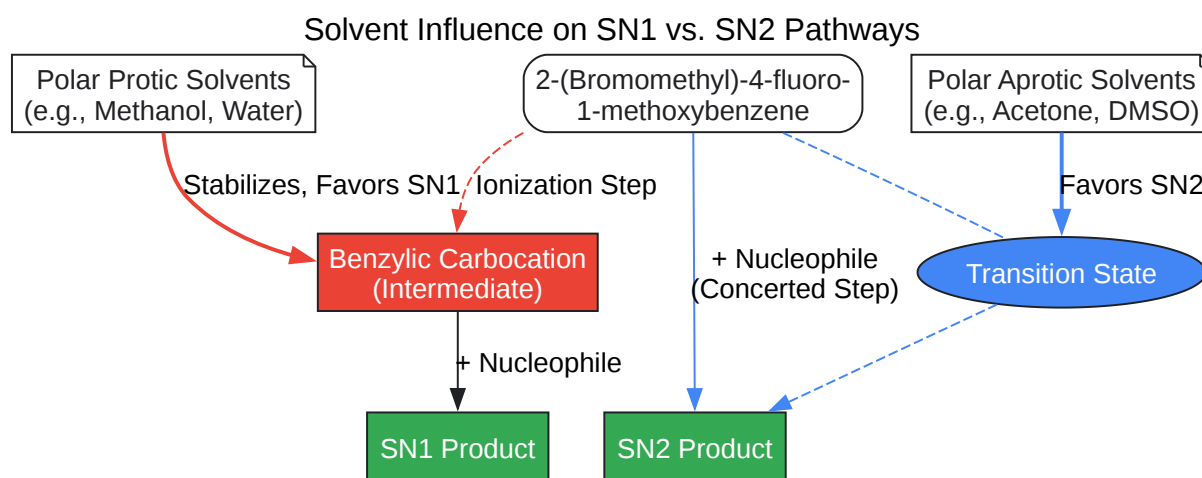 Solvent Influence on SN1 vs. SN2 Pathways
Polar Protic Solvents
(e.g., Methanol, Water)
2-(Bromomethyl)-4-fluoro-
1-methoxybenzene
Polar Aprotic Solvents
(e.g., Acetone, DMSO)
Stabilizes, Favors SN1
Ionization Step
Favors SN2
Benzylic Carbocation
(Intermediate)
+ Nucleophile
(Concerted Step)
Transition State
+ Nucleophile
SN1 Product
SN2 Product